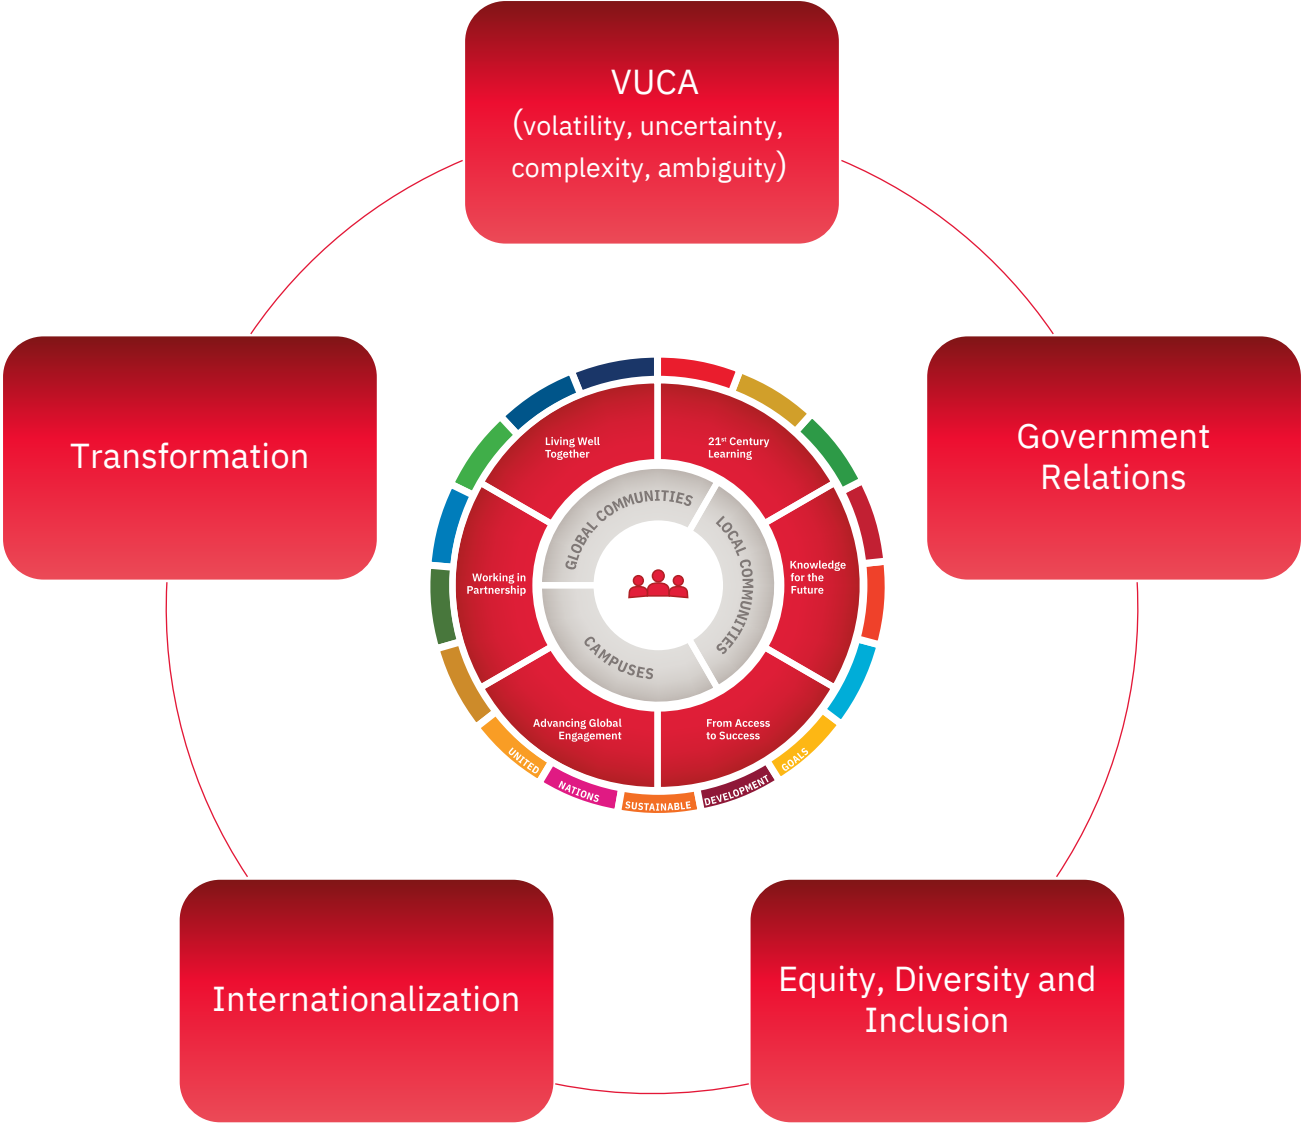 VUCA
(volatility, uncertainty,
complexity, ambiguity)
Transformation
Government
Relations
Living Well
Together
21st Century
Learning
GLOBAL COMMUNITIES
LOCAL COMMUNITIES
Working in
Partnership
Knowledge
for the
Future
CAMPUSES
Advancing Global
Engagement
From Access
to Success
UNITED
NATIONS
SUSTAINABLE
DEVELOPMENT
GOALS
Internationalization
Equity, Diversity and
Inclusion